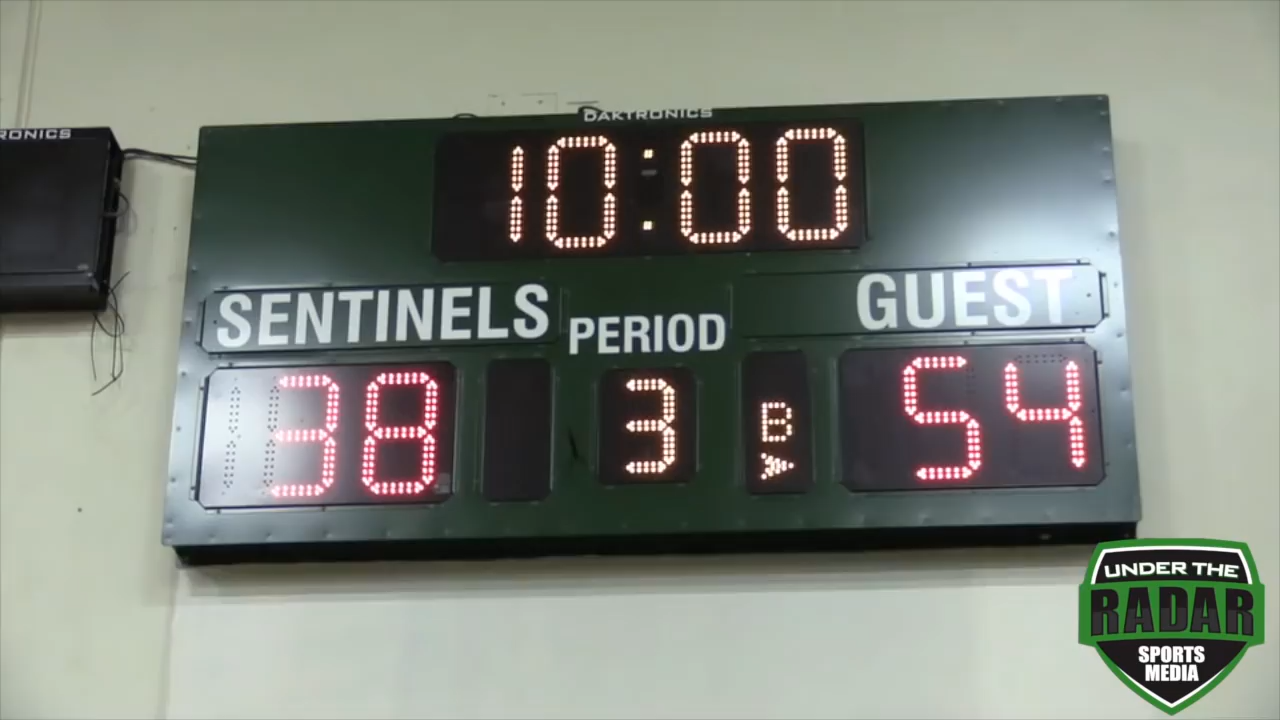 RONICS
DAKTRONICS
10:00
SENTINELS
PERIOD
GUEST
38
3
B
54
UNDER THE
RADAR
SPORTS
MEDIA